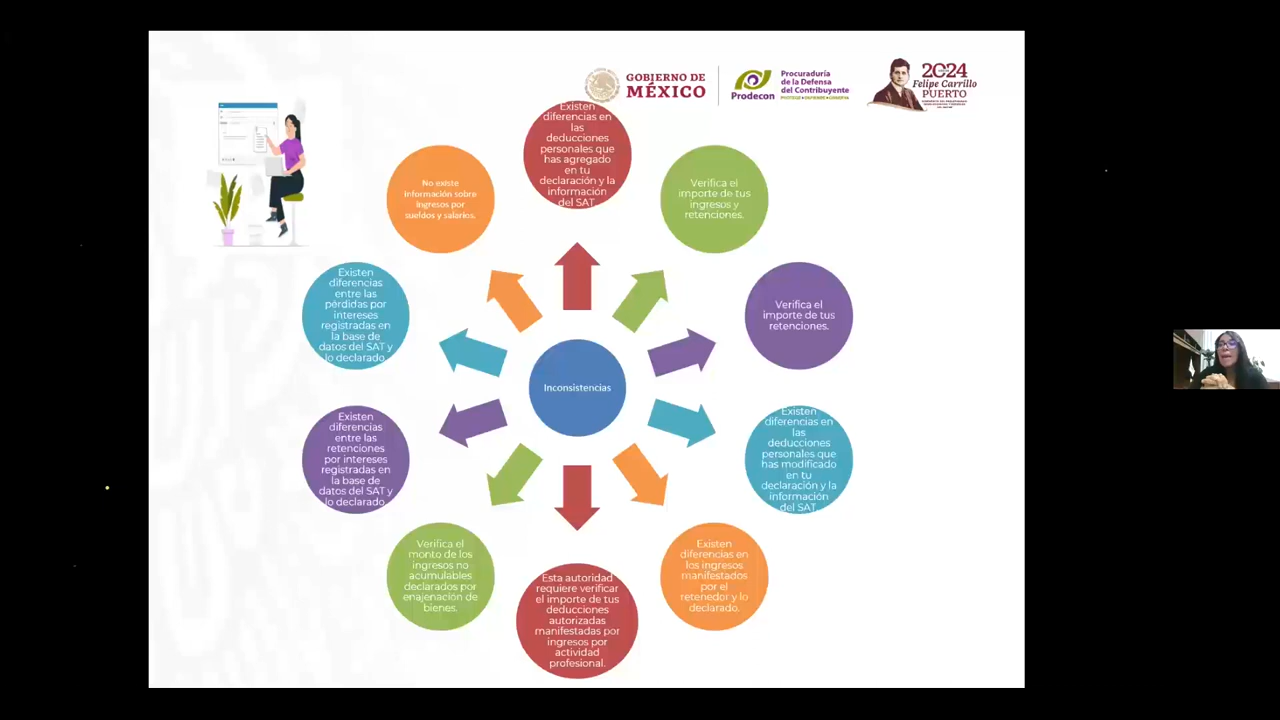 GOBIERNO DE
MÉXICO
Prodecon
Procuraduría
de la Defensa
del Contribuyente
2024
Felipe Carrillo
PUERTO
Existen
diferencias en
las
deducciones
personales que
has agregado
en tu
declaración y la
información
del SAT.
Verifica el
importe de tus
ingresos y
retenciones.
Verifica el
importe de tus
retenciones.
Existen
diferencias en
las
deducciones
personales que
has modificado
en tu
declaración y la
información
del SAT.
Existen
diferencias en
los ingresos
manifestados
por el
retenedor y lo
declarado.
Esta autoridad
requiere verificar
el importe de tus
deducciones
autorizadas
manifestadas por
ingresos por
actividad
profesional.
Verifica el
monto de los
ingresos no
acumulables
declarados por
enajenación de
bienes.
Existen
diferencias
entre las
retenciones
por intereses
registradas en
la base de
datos del SAT y
lo declarado.
Existen
diferencias
entre las
pérdidas por
intereses
registradas en
la base de
datos del SAT y
lo declarado.
No existe
información sobre
ingresos por
sueldos y salarios.
Inconsistencias